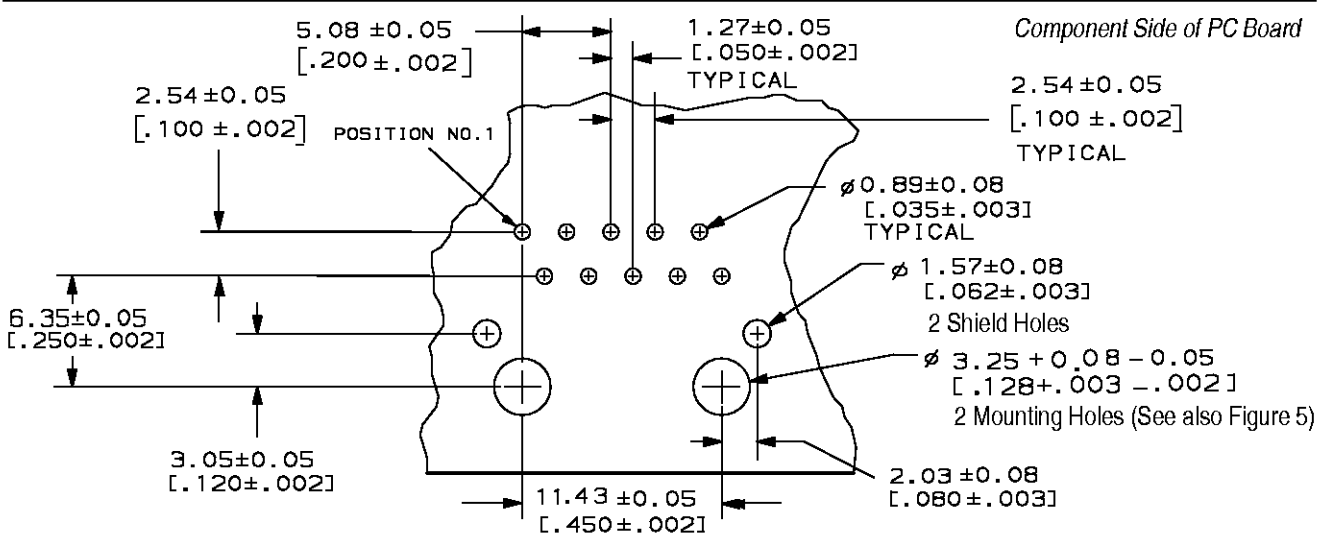 5.08 ±0.05
[.200 ±.002]
1.27±0.05
[.050±.002]
TYPICAL
Component Side of PC Board
2.54±0.05
[.100 ±.002]
2.54±0.05
[.100 ±.002]
TYPICAL
POSITION NO.1
ø 0.89±0.08
[.035±.003]
TYPICAL
ø 1.57±0.08
[.062±.003]
2 Shield Holes
6.35±0.05
[.250±.002]
ø 3.25 +0.08 -0.05
[.128+.003 -.002]
2 Mounting Holes (See also Figure 5)
3.05±0.05
[.120±.002]
2.03±0.08
[.080±.003]
11.43 ±0.05
[.450±.002]